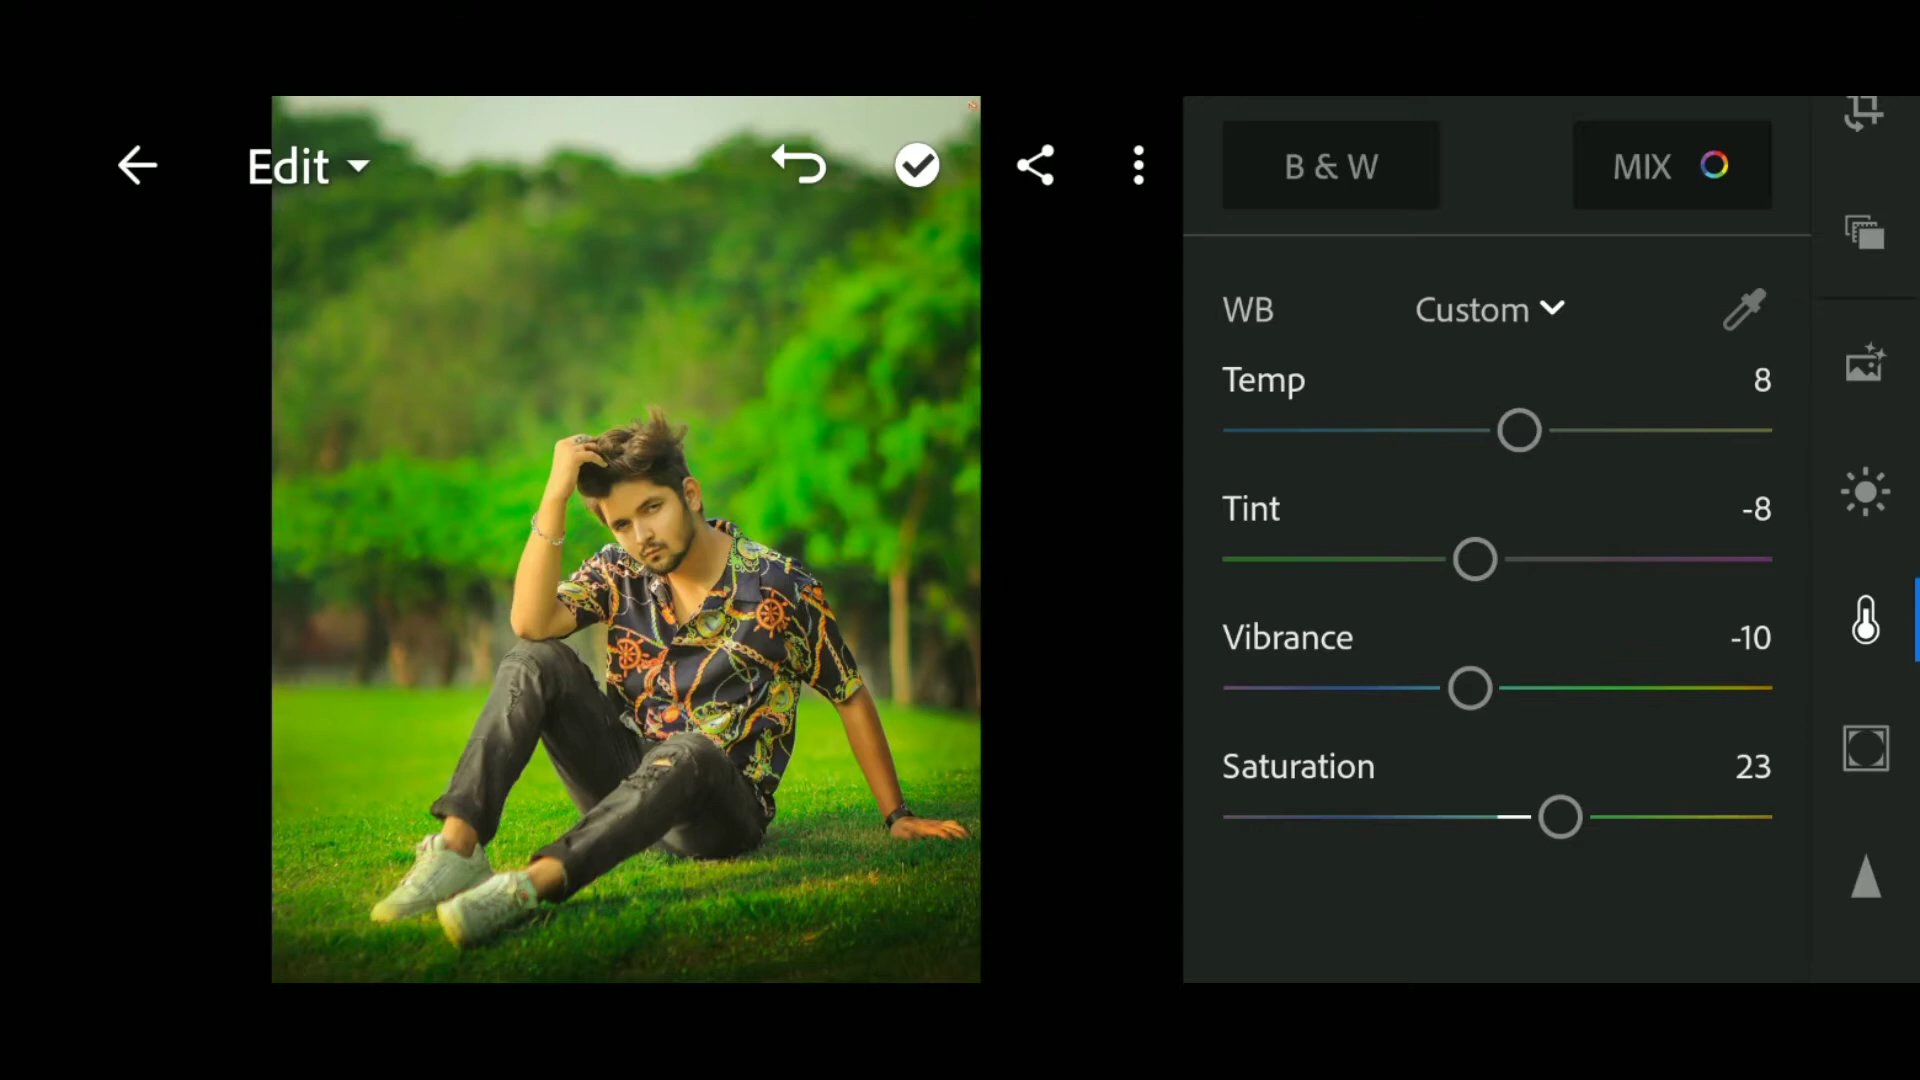 Edit
B & W
MIX
WB Custom
Temp 8
Tint -8
Vibrance -10
Saturation 23